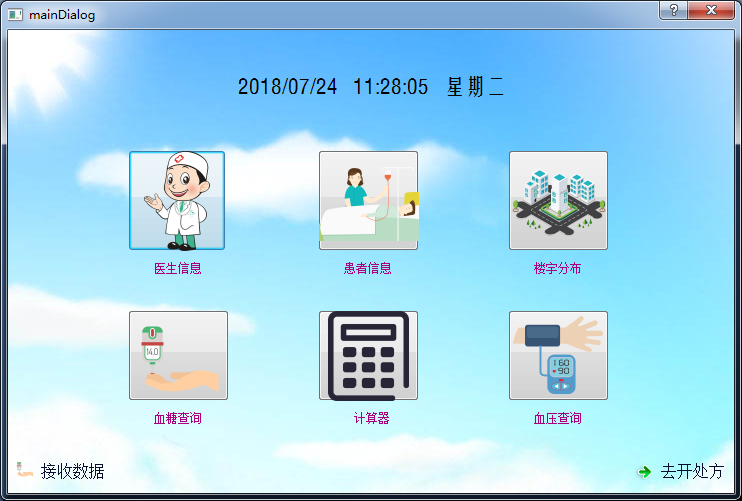 mainDialog
2018/07/24 11:28:05 星期二
医生信息
患者信息
楼宇分布
14.0
160
90
血糖查询
计算器
血压查询
接收数据
去开处方